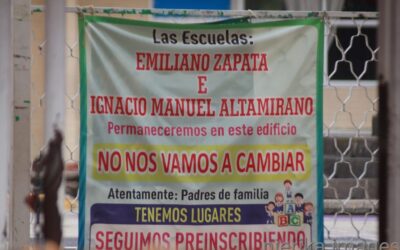 Las Escuelas:
EMILIANO ZAPATA
E
IGNACIO MANUEL ALTAMIRANO
Permaneceremos en este edificio
NO NOS VAMOS A CAMBIAR
Atentamente: Padres de familia
TENEMOS LUGARES
A
ABC
SEGUIMOS PREINSCRIBIENDO